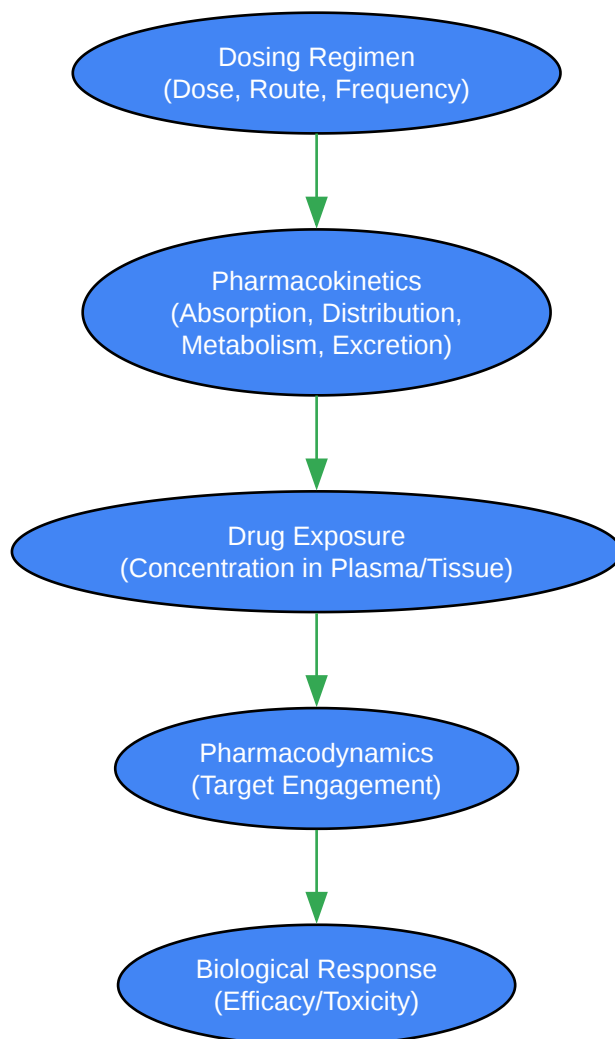 Dosing Regimen
(Dose, Route, Frequency)
Pharmacokinetics
(Absorption, Distribution,
Metabolism, Excretion)
Drug Exposure
(Concentration in Plasma/Tissue)
Pharmacodynamics
(Target Engagement)
Biological Response
(Efficacy/Toxicity)